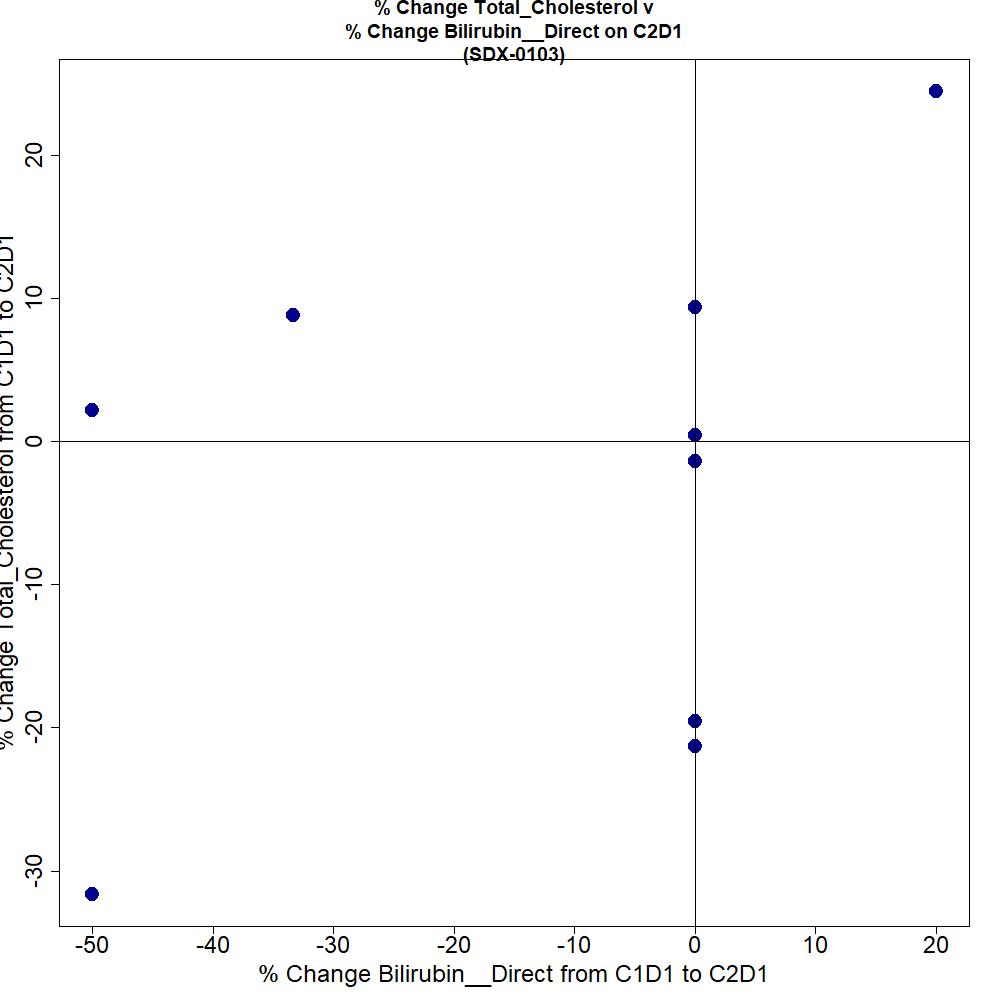 % Change Total_Cholesterol v
% Change Bilirubin__Direct on C2D1
(SDX-0103)
% Change Total_Cholesterol from C1D1 to C2D1
20
10
0
-10
-20
-30
-50
-40
-30
-20
-10
0
10
20
% Change Bilirubin__Direct from C1D1 to C2D1